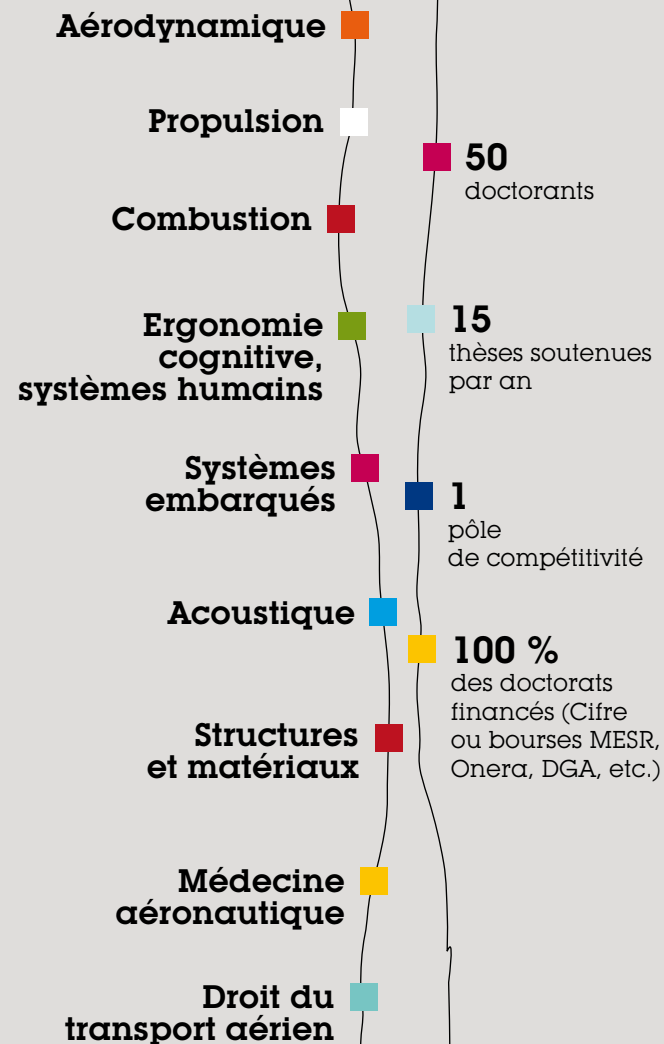 Aérodynamique
Propulsion
Combustion
Ergonomie
cognitive,
systèmes humains
Systèmes
embarqués
Acoustique
Structures
et matériaux
Médecine
aéronautique
Droit du
transport aérien
50
doctorants
15
thèses soutenues
par an
1
pôle
de compétitivité
100 %
des doctorats
financés (Cifre
ou bourses MESR,
Onera, DGA, etc.)